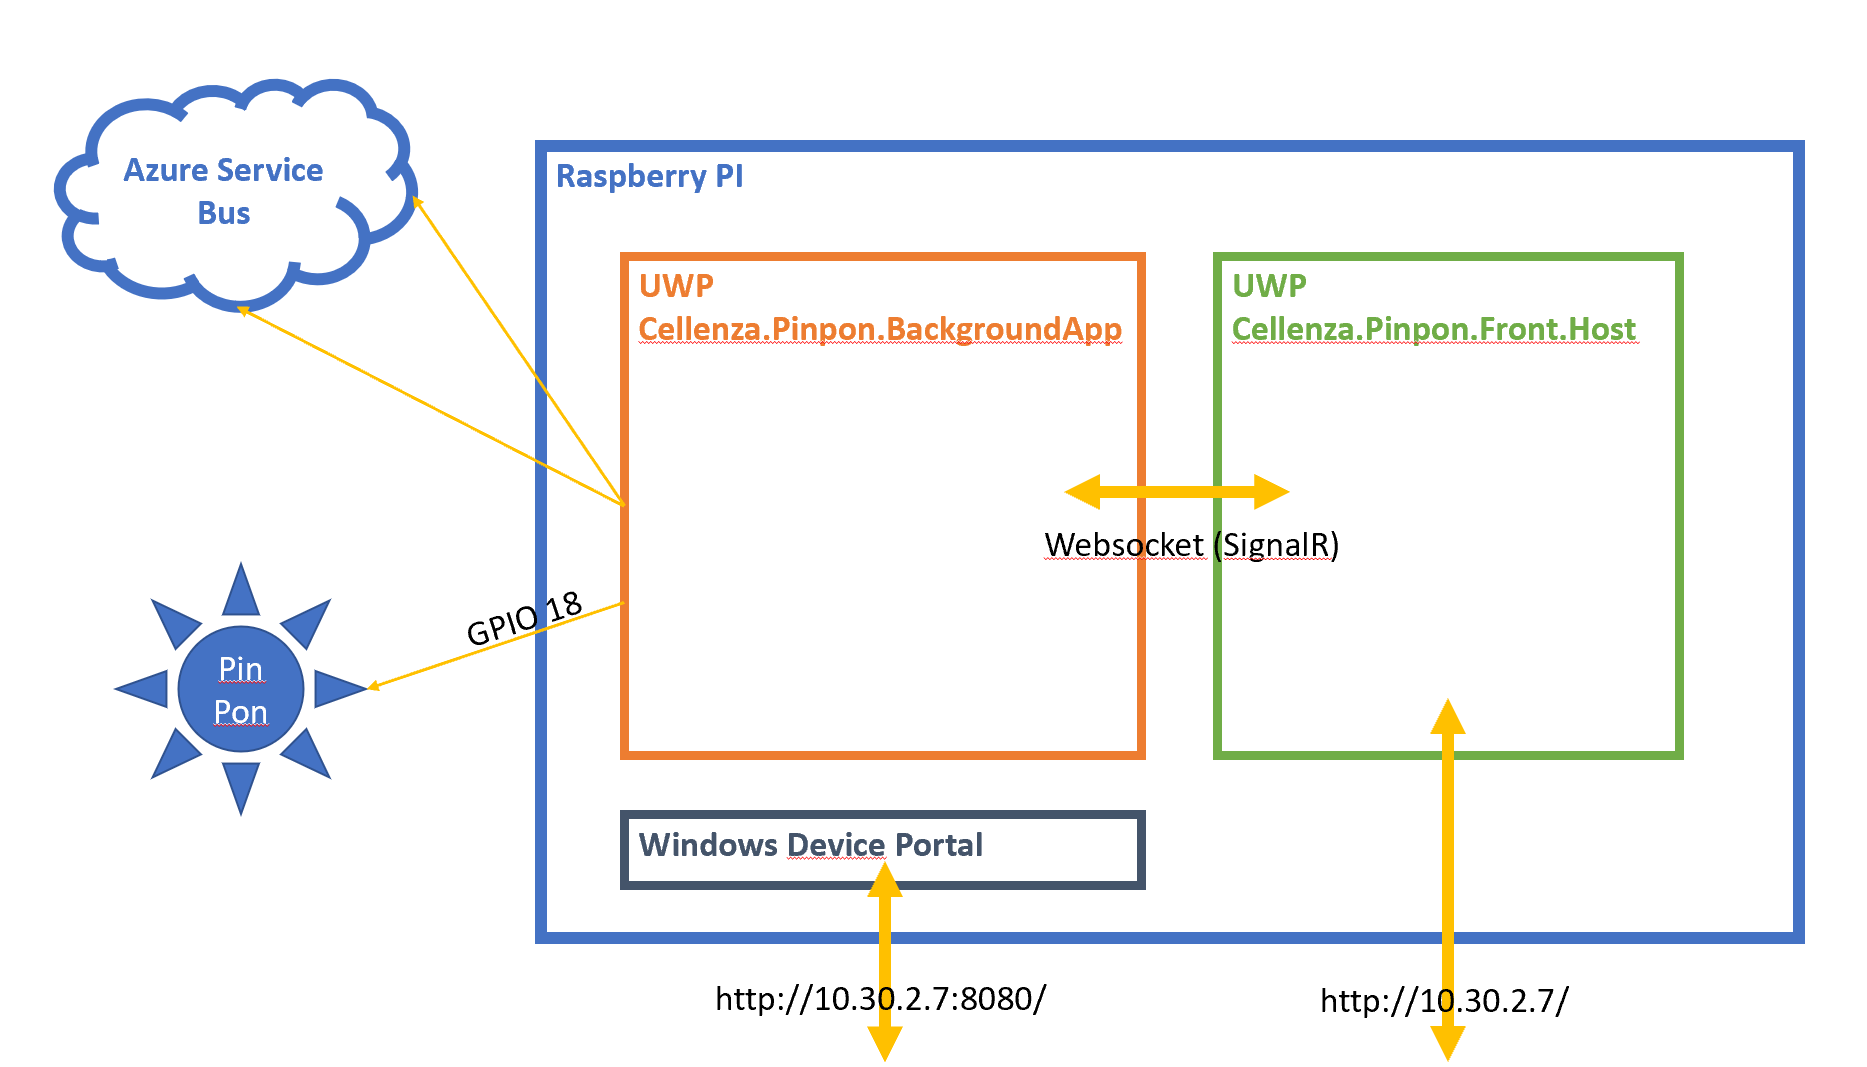 Azure Service
Bus
Raspberry PI
UWP
Cellenza.Pinpon.BackgroundApp
UWP
Cellenza.Pinpon.Front.Host
Websocket (SignalR)
GPIO 18
Pin
Pon
Windows Device Portal
http://10.30.2.7:8080/
http://10.30.2.7/